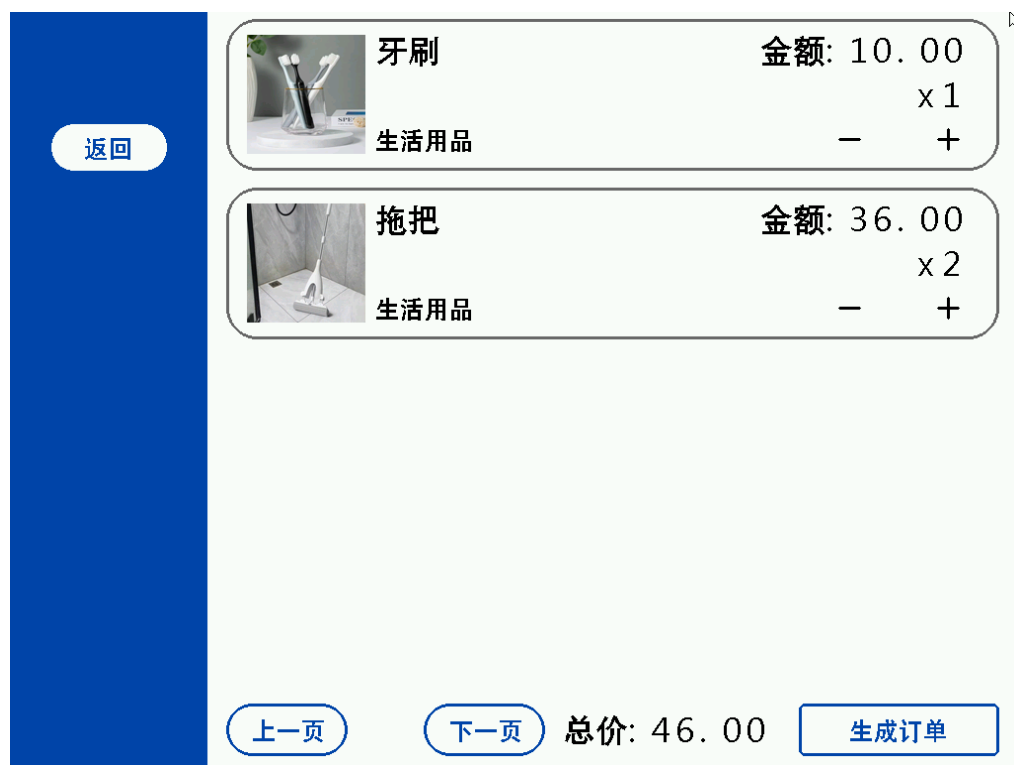 返回
牙刷
金额: 10.00
x1
生活用品
− +
拖把
金额: 36.00
x2
生活用品
− +
上一页
下一页
总价: 46.00
生成订单